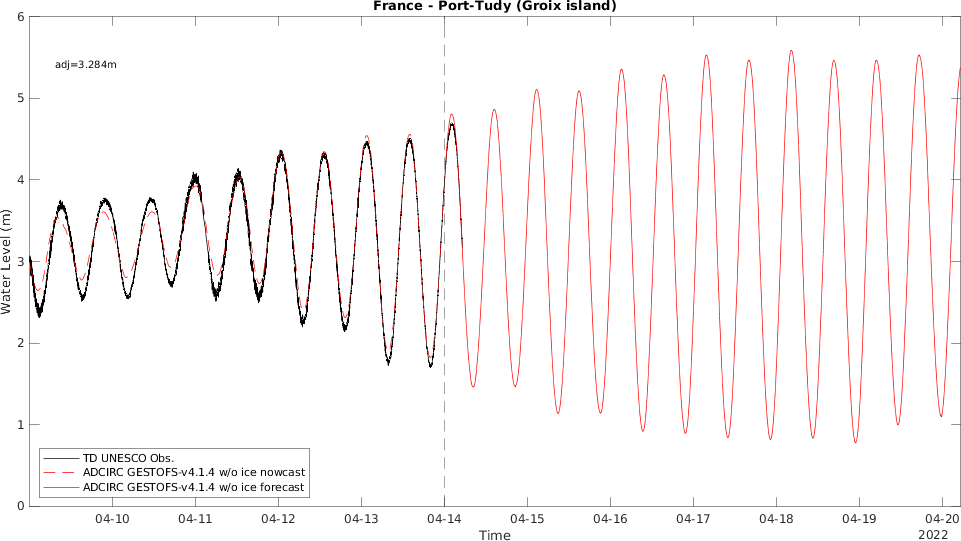 France - Port-Tudy (Groix island)
6
adj=3.284m
5
4
3
2
1
0
Water Level (m)
TD UNESCO Obs.
ADCIRC GESTOFS-v4.1.4 w/o ice nowcast
ADCIRC GESTOFS-v4.1.4 w/o ice forecast
04-10 04-11 04-12 04-13 04-14 04-15 04-16 04-17 04-18 04-19 04-20
Time
2022